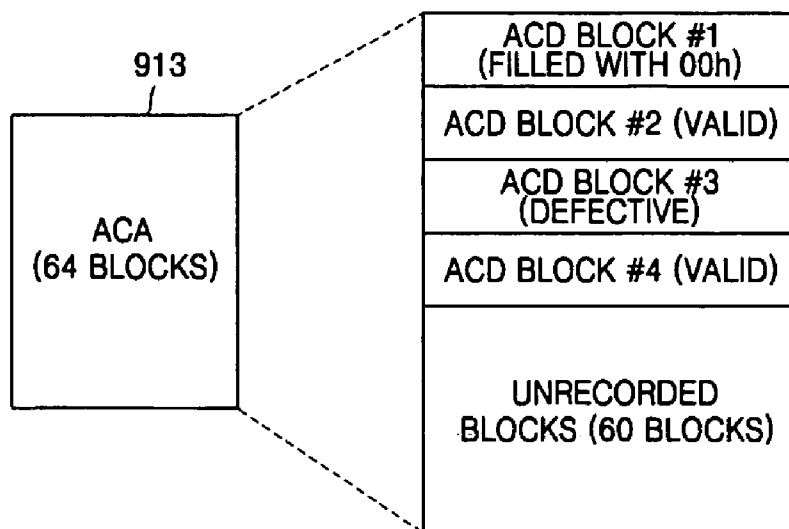 913
ACA
(64 BLOCKS)
ACD BLOCK #1
(FILLED WITH 00h)
ACD BLOCK #2 (VALID)
ACD BLOCK #3
(DEFECTIVE)
ACD BLOCK #4 (VALID)
UNRECORDED
BLOCKS (60 BLOCKS)